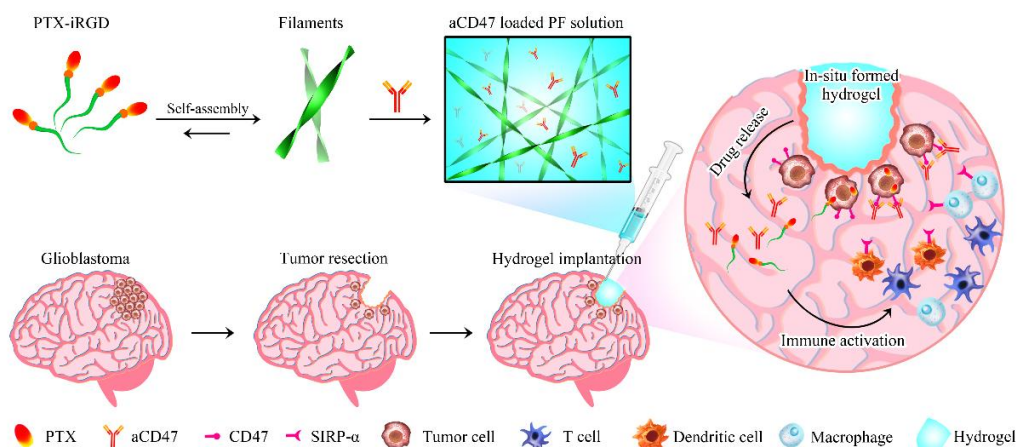 PTX-iRGD
Filaments
aCD47 loaded PF solution
Self-assembly
In-situ formed
hydrogel
Drug release
Glioblastoma
Tumor resection
Hydrogel implantation
Immune activation
PTX
aCD47
CD47
SIRP-α
Tumor cell
T cell
Dendritic cell
Macrophage
Hydrogel